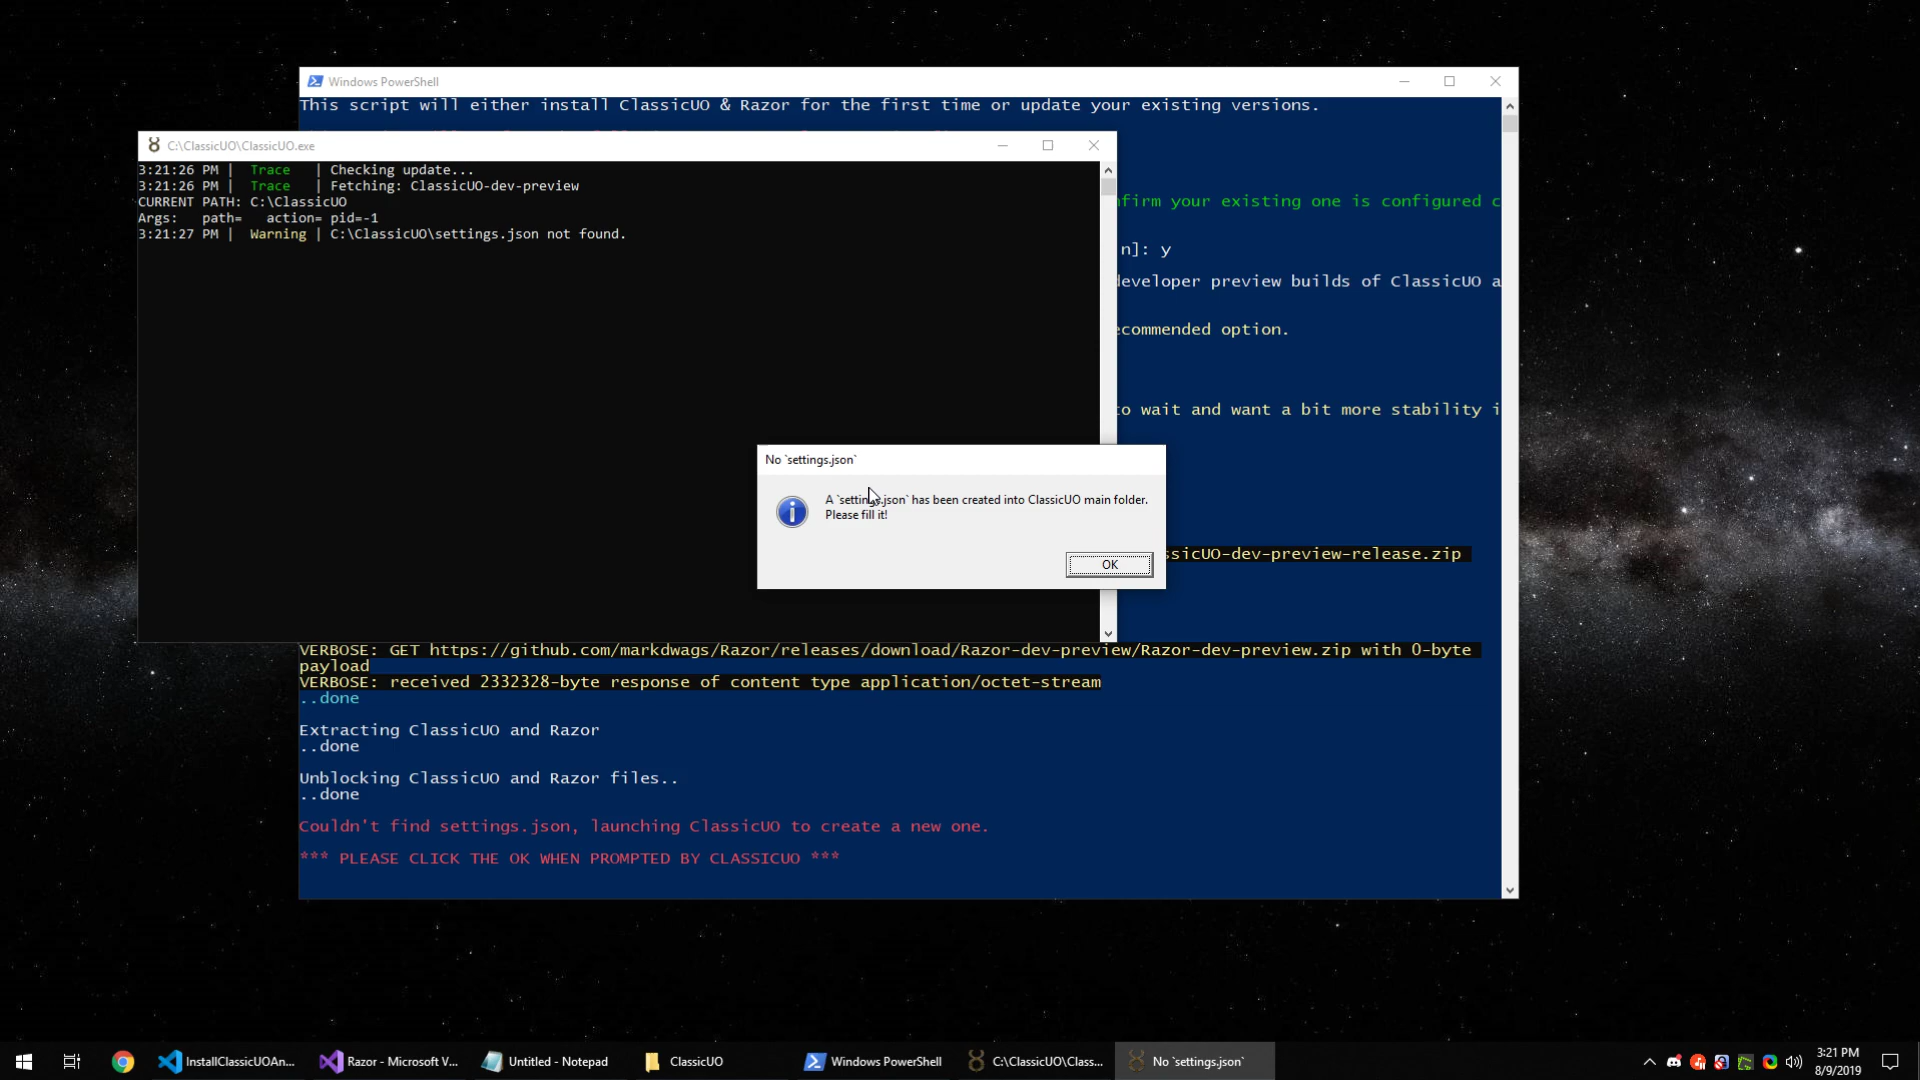 Windows PowerShell
This script will either install ClassicUO & Razor for the first time or update your existing versions.
C:\ClassicUO\ClassicUO.exe
3:21:26 PM | Trace | Checking update...
3:21:26 PM | Trace | Fetching: ClassicUO-dev-preview
CURRENT PATH: C:\ClassicUO
Args: path= action= pid=-1
3:21:27 PM | Warning | C:\ClassicUO\settings.json not found.
firm your existing one is configured c
n]: y
developer preview builds of ClassicUO a
ecommended option.
to wait and want a bit more stability i
No `settings.json`
A `settings.json` has been created into ClassicUO main folder.
Please fill it!
OK
ssicUO-dev-preview-release.zip
VERBOSE: GET https://github.com/markdwags/Razor/releases/download/Razor-dev-preview/Razor-dev-preview.zip with 0-byte
payload
VERBOSE: received 2332328-byte response of content type application/octet-stream
..done
Extracting ClassicUO and Razor
..done
Unblocking ClassicUO and Razor files..
..done
Couldn't find settings.json, launching ClassicUO to create a new one.
*** PLEASE CLICK THE OK WHEN PROMPTED BY CLASSICUO ***
InstallClassicUOAn...
Razor - Microsoft V...
Untitled - Notepad
ClassicUO
Windows PowerShell
C:\ClassicUO\Class...
No `settings.json`
3:21 PM
8/9/2019